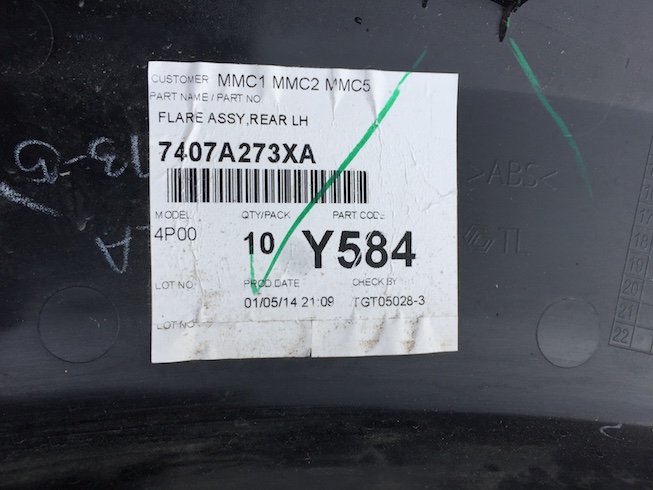 CUSTOMER MMC1 MMC2 MMC5
PART NAME / PART NO
FLARE ASSY,REAR LH
7407A273XA
MODEL QTY/PACK PART CODE
4P00 10 Y584
LOT NO PROD.DATE CHECK BY
01/05/14 21:09 TGT05028-3
LOT NO
>ABS<
TL
17
18
19
20
21
22